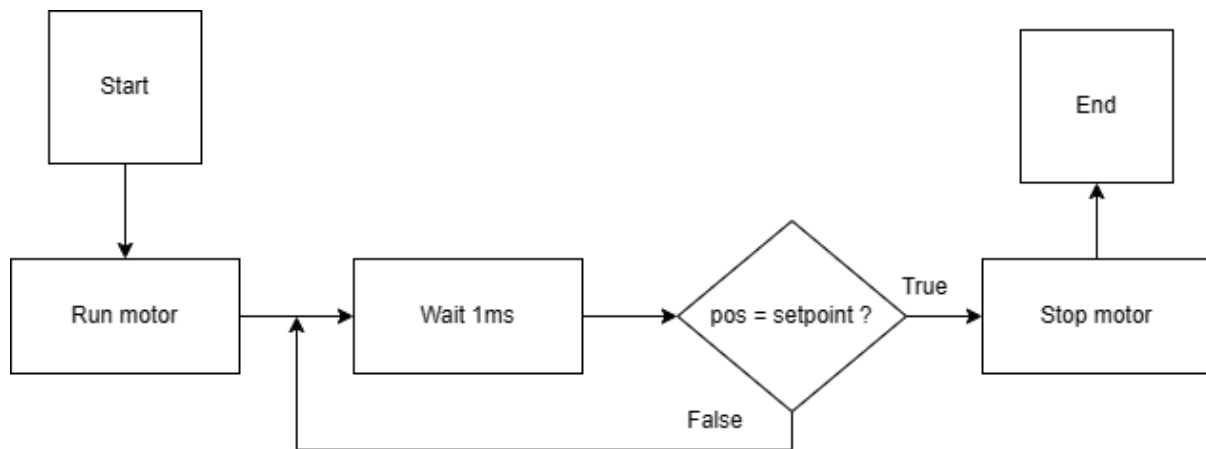 Start
Run motor
Wait 1ms
pos = setpoint ?
True
False
Stop motor
End